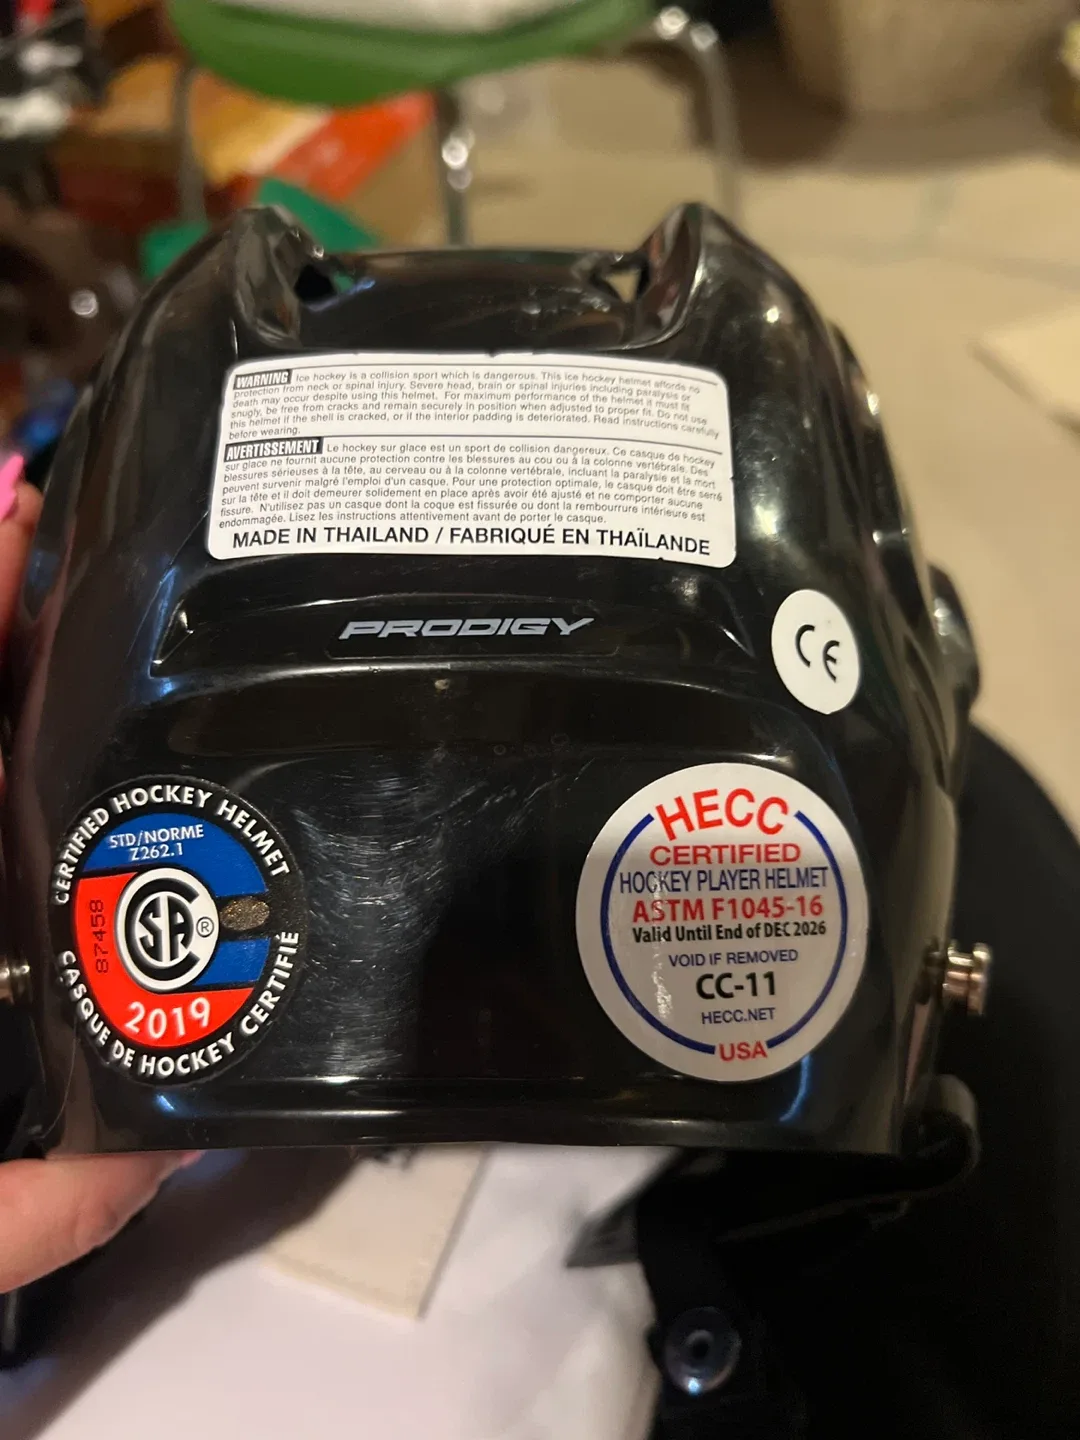 WARNING Ice hockey is a collision sport which is dangerous. This ice hockey helmet affords no
protection from neck or spinal injury. Severe head, brain or spinal injuries including paralysis or
death may occur despite using this helmet. For maximum performance of the helmet it must fit
snugly, be free from cracks and remain securely in position when adjusted to proper fit. Do not use
this helmet if the shell is cracked, or if the interior padding is deteriorated. Read instructions carefully
before wearing.
AVERTISSEMENT Le hockey sur glace est un sport de collision dangereux. Ce casque de hockey
sur glace ne fournit aucune protection contre les blessures au cou ou à la colonne vertébrale. Des
blessures sérieuses à la tête, au cerveau ou à la colonne vertébrale, incluant la paralysie et la mort
peuvent survenir malgré l'emploi d'un casque. Pour une protection optimale, le casque doit être serré
sur la tête et il doit demeurer solidement en place après avoir été ajusté et ne comporter aucune
fissure. N'utilisez pas un casque dont la coque est fissurée ou dont la rembourrure intérieure est
endommagée. Lisez les instructions attentivement avant de porter le casque.
MADE IN THAILAND / FABRIQUÉ EN THAÏLANDE
PRODIGY
CE
CERTIFIED HOCKEY HELMET
STD/NORME
Z262.1
87458
CSA ®
2019
CASQUE DE HOCKEY CERTIFIÉ
HECC
CERTIFIED
HOCKEY PLAYER HELMET
ASTM F1045-16
Valid Until End of DEC 2026
VOID IF REMOVED
CC-11
HECC.NET
USA